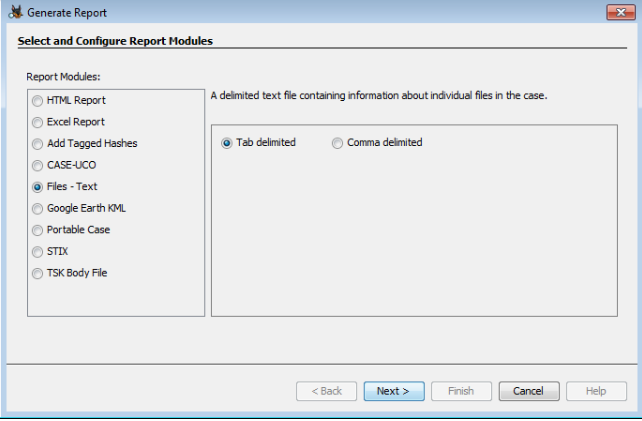 Generate Report
Select and Configure Report Modules
Report Modules:
HTML Report
Excel Report
Add Tagged Hashes
CASE-UCO
Files - Text
Google Earth KML
Portable Case
STIX
TSK Body File
A delimited text file containing information about individual files in the case.
Tab delimited Comma delimited
< Back Next > Finish Cancel Help